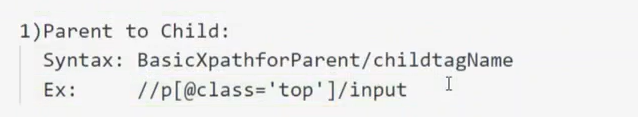 1)Parent to Child:
Syntax: BasicXpathforParent/childtagName
Ex: //p[@class='top']/input